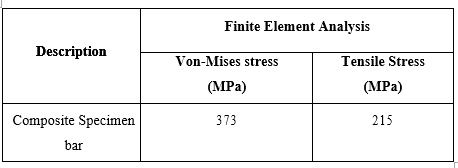 Finite Element Analysis
Description
Von-Mises stress
(MPa)
Tensile Stress
(MPa)
Composite Specimen
bar
373
215